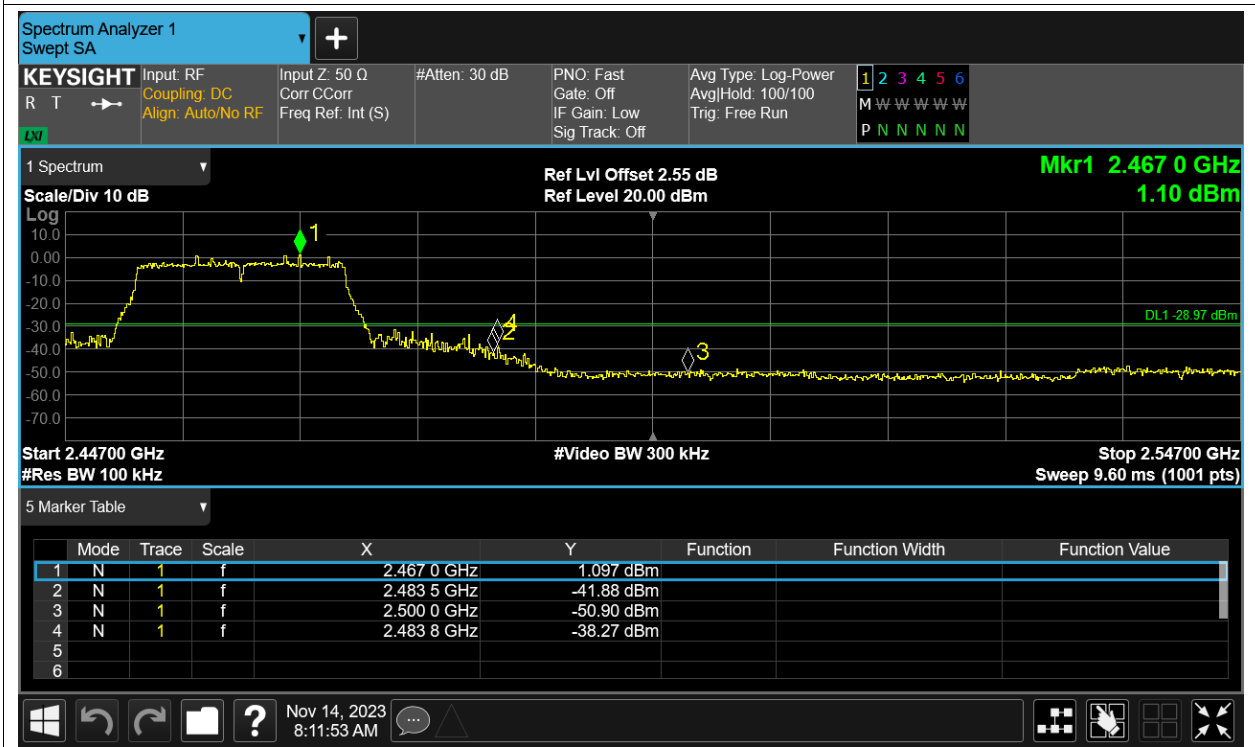 Spectrum Analyzer 1
Swept SA
KEYSIGHT Input: RF Input Z: 50 Ω #Atten: 30 dB PNO: Fast Avg Type: Log-Power 1 2 3 4 5 6
R T Coupling: DC Corr CCorr Gate: Off Avg|Hold: 100/100 M W W W W W
Align: Auto/No RF Freq Ref: Int (S) IF Gain: Low Trig: Free Run
LXI Sig Track: Off P N N N N N
1 Spectrum
Ref Lvl Offset 2.55 dB Mkr1 2.467 0 GHz
Scale/Div 10 dB Ref Level 20.00 dBm 1.10 dBm
Log
1
10.0
0.00
-10.0
-20.0
DL1 -28.97 dBm
-30.0
4
2
-40.0
3
-50.0
-60.0
-70.0
Start 2.44700 GHz #Video BW 300 kHz Stop 2.54700 GHz
#Res BW 100 kHz Sweep 9.60 ms (1001 pts)
5 Marker Table
Mode Trace Scale X Y Function Function Width Function Value
1 N 1 f 2.467 0 GHz 1.097 dBm
2 N 1 f 2.483 5 GHz -41.88 dBm
3 N 1 f 2.500 0 GHz -50.90 dBm
4 N 1 f 2.483 8 GHz -38.27 dBm
5
6
? Nov 14, 2023
8:11:53 AM